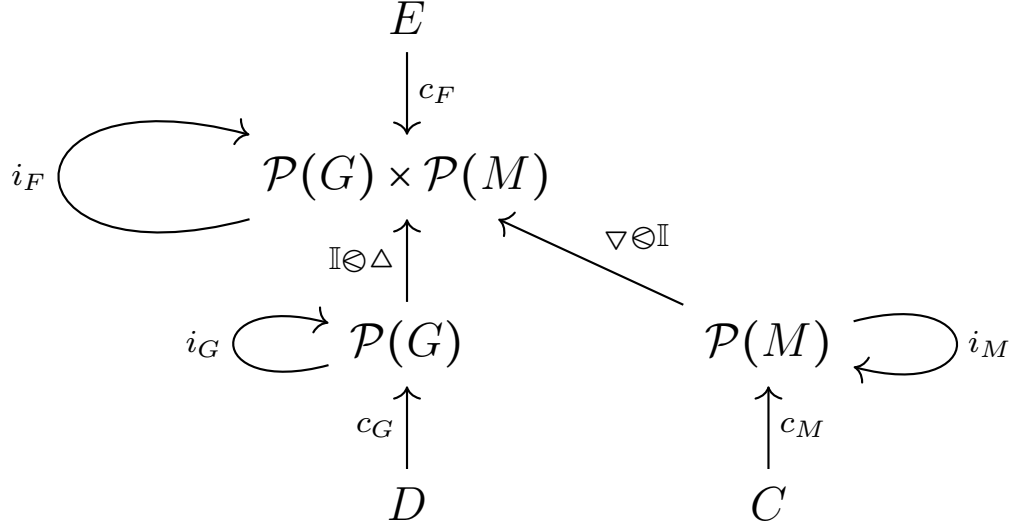 E
c_F
i_F
𝒫(G) × 𝒫(M)
𝕀⧀△
▽⧀𝕀
i_G
𝒫(G)
𝒫(M)
i_M
c_G
c_M
D
C